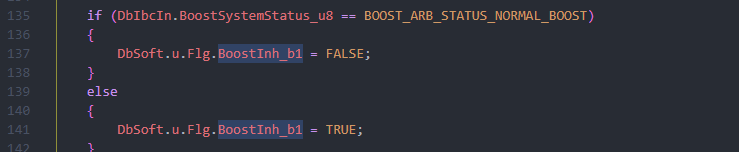 135 if (DbIbcIn.BoostSystemStatus_u8 == BOOST_ARB_STATUS_NORMAL_BOOST)
136 {
137 DbSoft.u.Flg.BoostInh_b1 = FALSE;
138 }
139 else
140 {
141 DbSoft.u.Flg.BoostInh_b1 = TRUE;
142 }